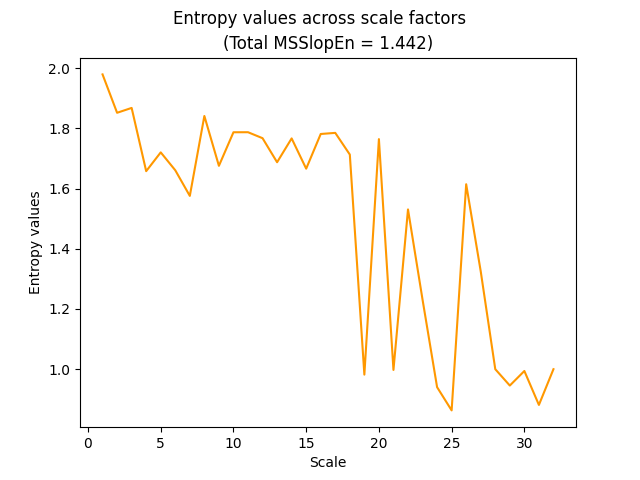 Entropy values across scale factors
(Total MSSlopEn = 1.442)
2.0
1.8
1.6
1.4
1.2
1.0
Entropy values
0 5 10 15 20 25 30
Scale